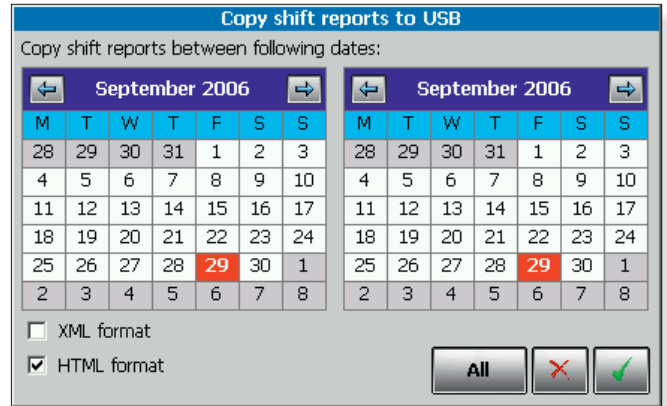 Copy shift reports to USB
Copy shift reports between following dates:
September 2006
M T W T F S S
28 29 30 31 1 2 3
4 5 6 7 8 9 10
11 12 13 14 15 16 17
18 19 20 21 22 23 24
25 26 27 28 29 30 1
2 3 4 5 6 7 8
September 2006
M T W T F S S
28 29 30 31 1 2 3
4 5 6 7 8 9 10
11 12 13 14 15 16 17
18 19 20 21 22 23 24
25 26 27 28 29 30 1
2 3 4 5 6 7 8
XML format
HTML format
All